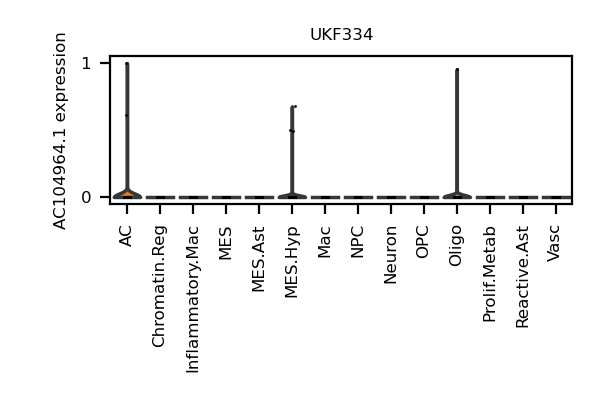 UKF334
AC104964.1 expression
1
0
AC
Chromatin.Reg
Inflammatory.Mac
MES
MES.Ast
MES.Hyp
Mac
NPC
Neuron
OPC
Oligo
Prolif.Metab
Reactive.Ast
Vasc